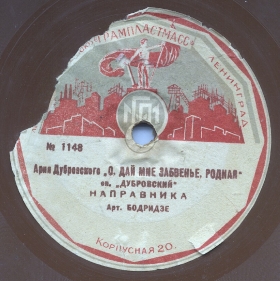 ГРАМПЛАСТМАСС
ЛЕНИНГРАД
№ 1148
Ария Дубровского „О. ДАЙ МНЕ ЗАБВЕНЬЕ, РОДНАЯ"
оп. „ДУБРОВСКИЙ"
НАПРАВНИКА
Арт. БОДРИДЗЕ
Корпусная 20.